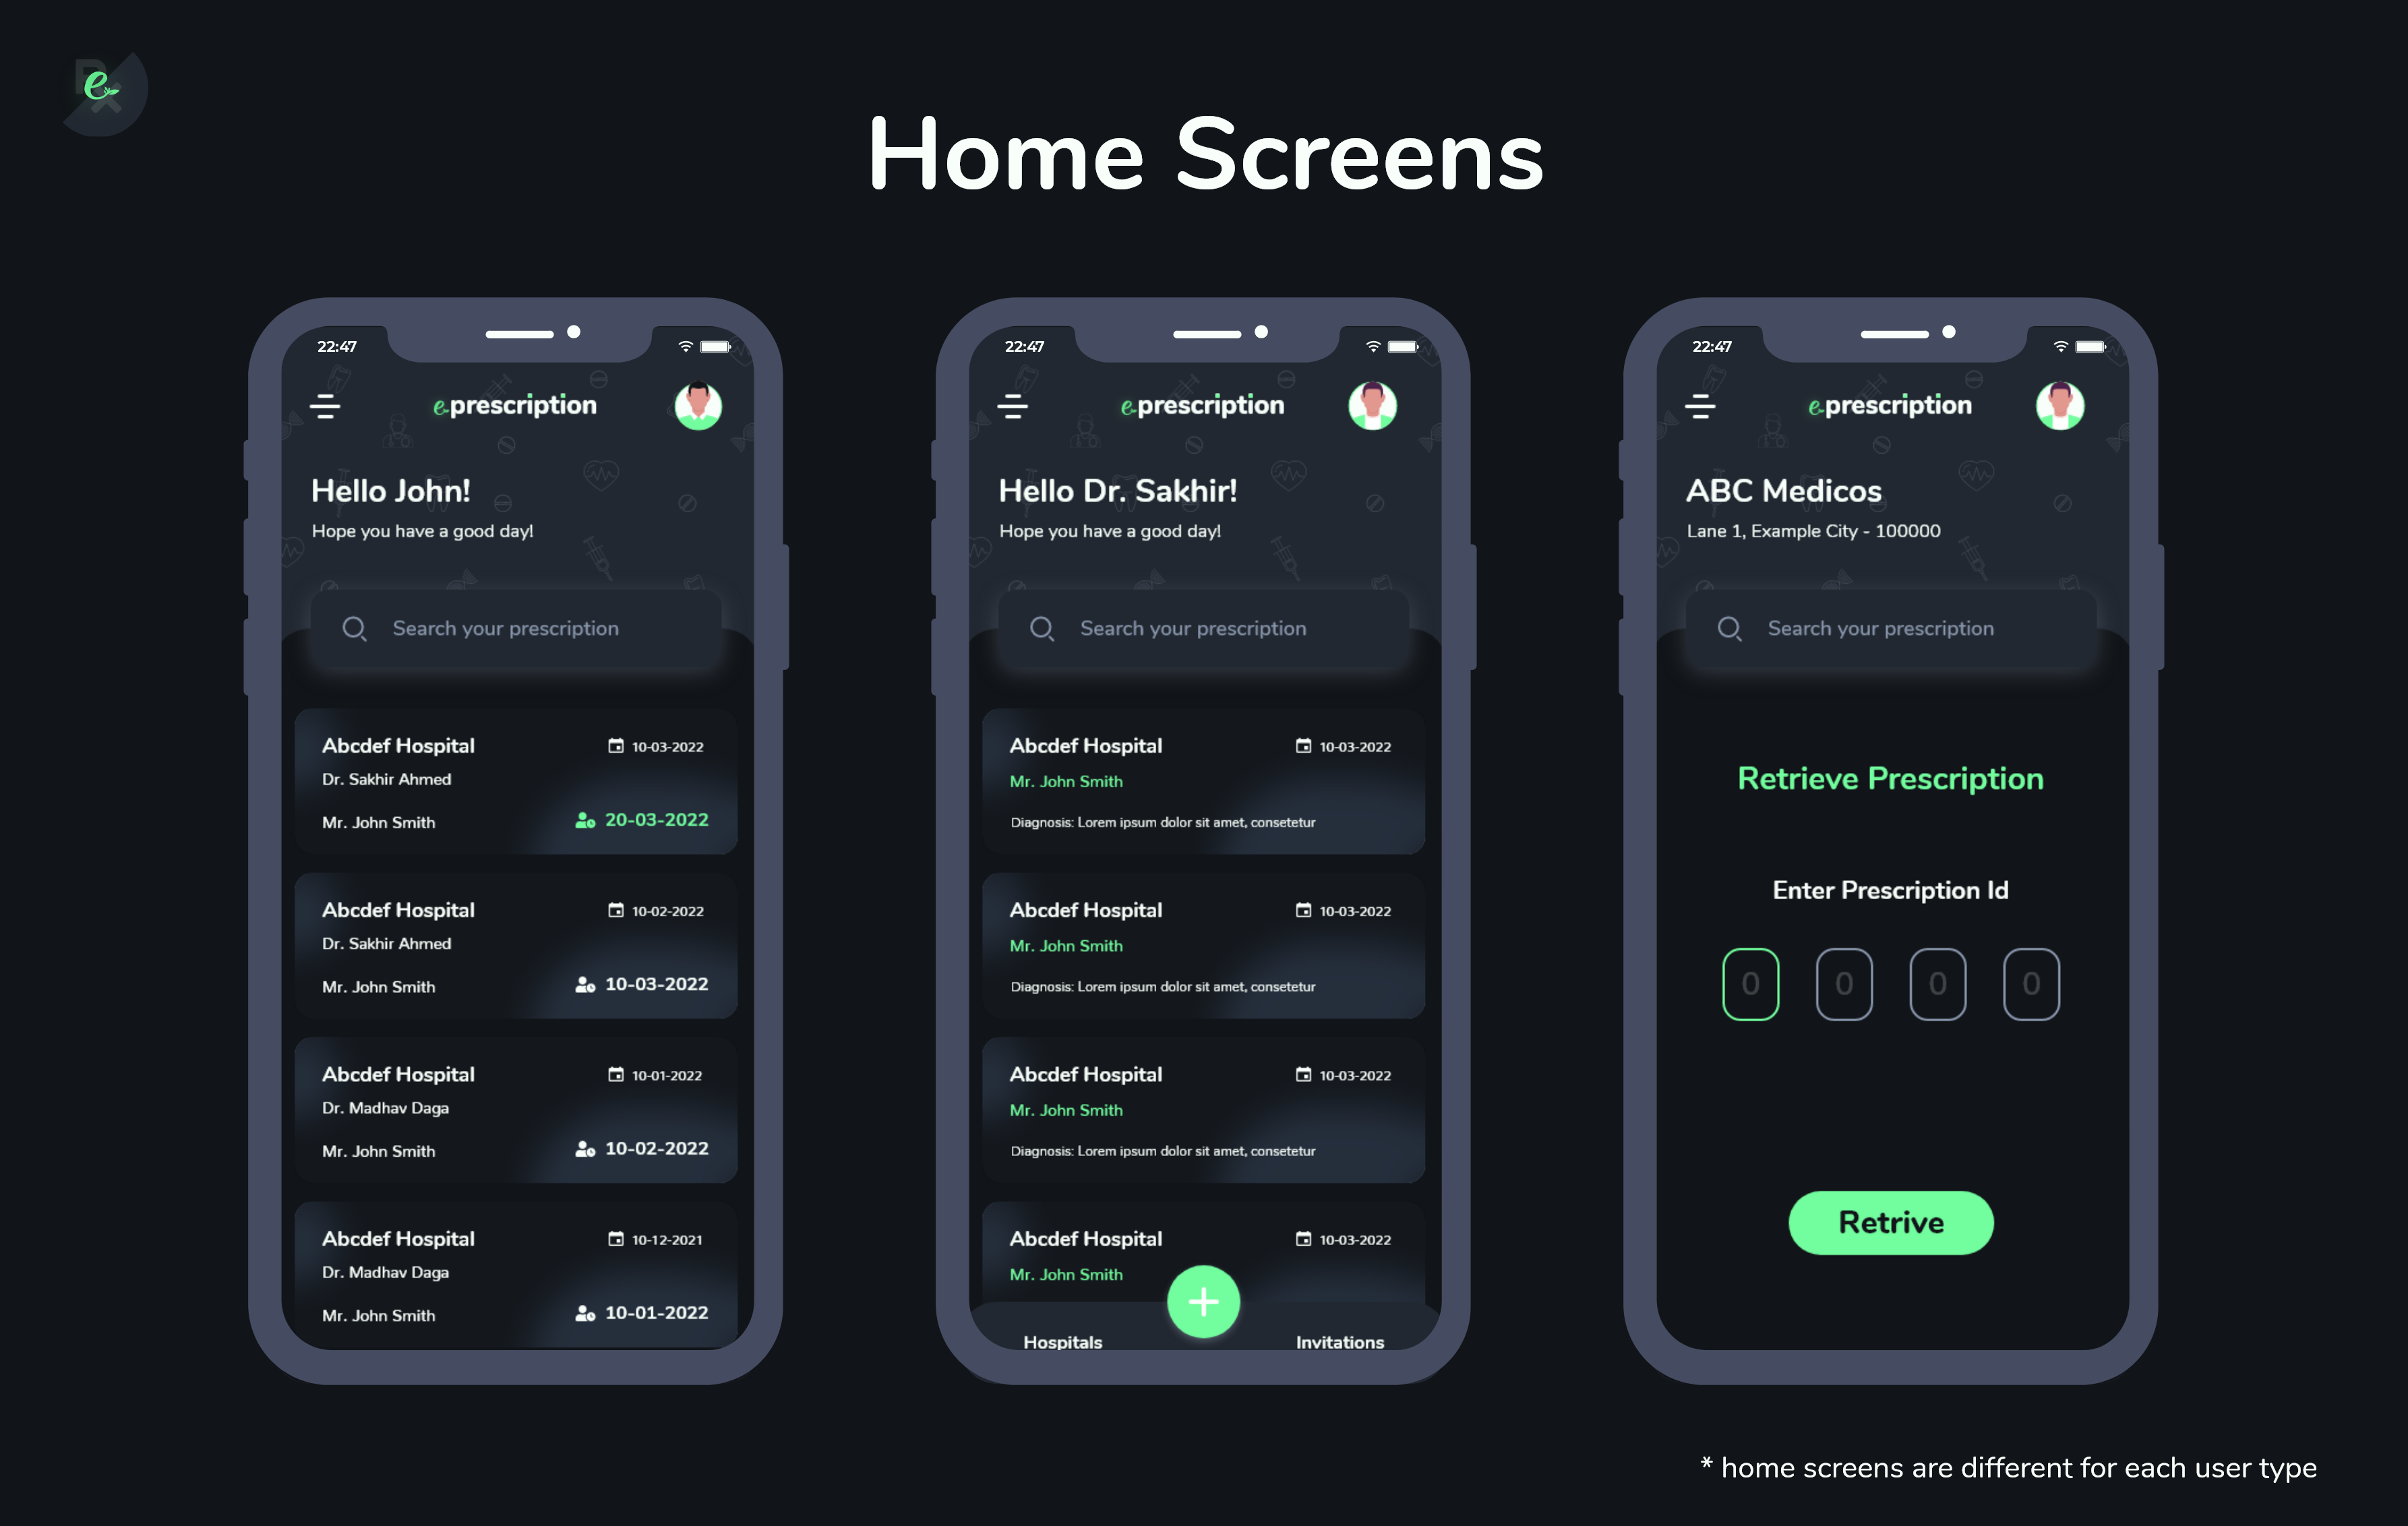 Rx
e
Home Screens
22:47
e-prescription
Hello John!
Hope you have a good day!
Search your prescription
Abcdef Hospital
10-03-2022
Dr. Sakhir Ahmed
Mr. John Smith
20-03-2022
Abcdef Hospital
10-02-2022
Dr. Sakhir Ahmed
Mr. John Smith
10-03-2022
Abcdef Hospital
10-01-2022
Dr. Madhav Daga
Mr. John Smith
10-02-2022
Abcdef Hospital
10-12-2021
Dr. Madhav Daga
Mr. John Smith
10-01-2022
22:47
e-prescription
Hello Dr. Sakhir!
Hope you have a good day!
Search your prescription
Abcdef Hospital
10-03-2022
Mr. John Smith
Diagnosis: Lorem ipsum dolor sit amet, consetetur
Abcdef Hospital
10-03-2022
Mr. John Smith
Diagnosis: Lorem ipsum dolor sit amet, consetetur
Abcdef Hospital
10-03-2022
Mr. John Smith
Diagnosis: Lorem ipsum dolor sit amet, consetetur
Abcdef Hospital
10-03-2022
Mr. John Smith
+
Hospitals
Invitations
22:47
e-prescription
ABC Medicos
Lane 1, Example City - 100000
Search your prescription
Retrieve Prescription
Enter Prescription Id
0 0 0 0
Retrive
* home screens are different for each user type